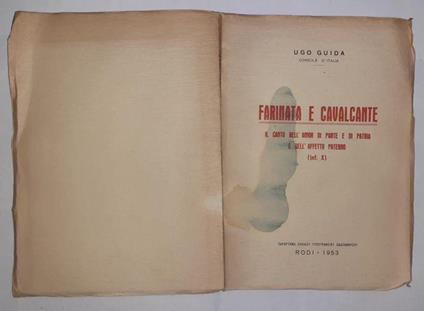 UGO GUIDA
CONSOLE D'ITALIA
FARINATA E CAVALCANTE
IL CANTO DELL'AMOR DI PARTE E DI PATRIA
E DELL'AFFETTO PATERNO
(inf. X)
RODI - 1953